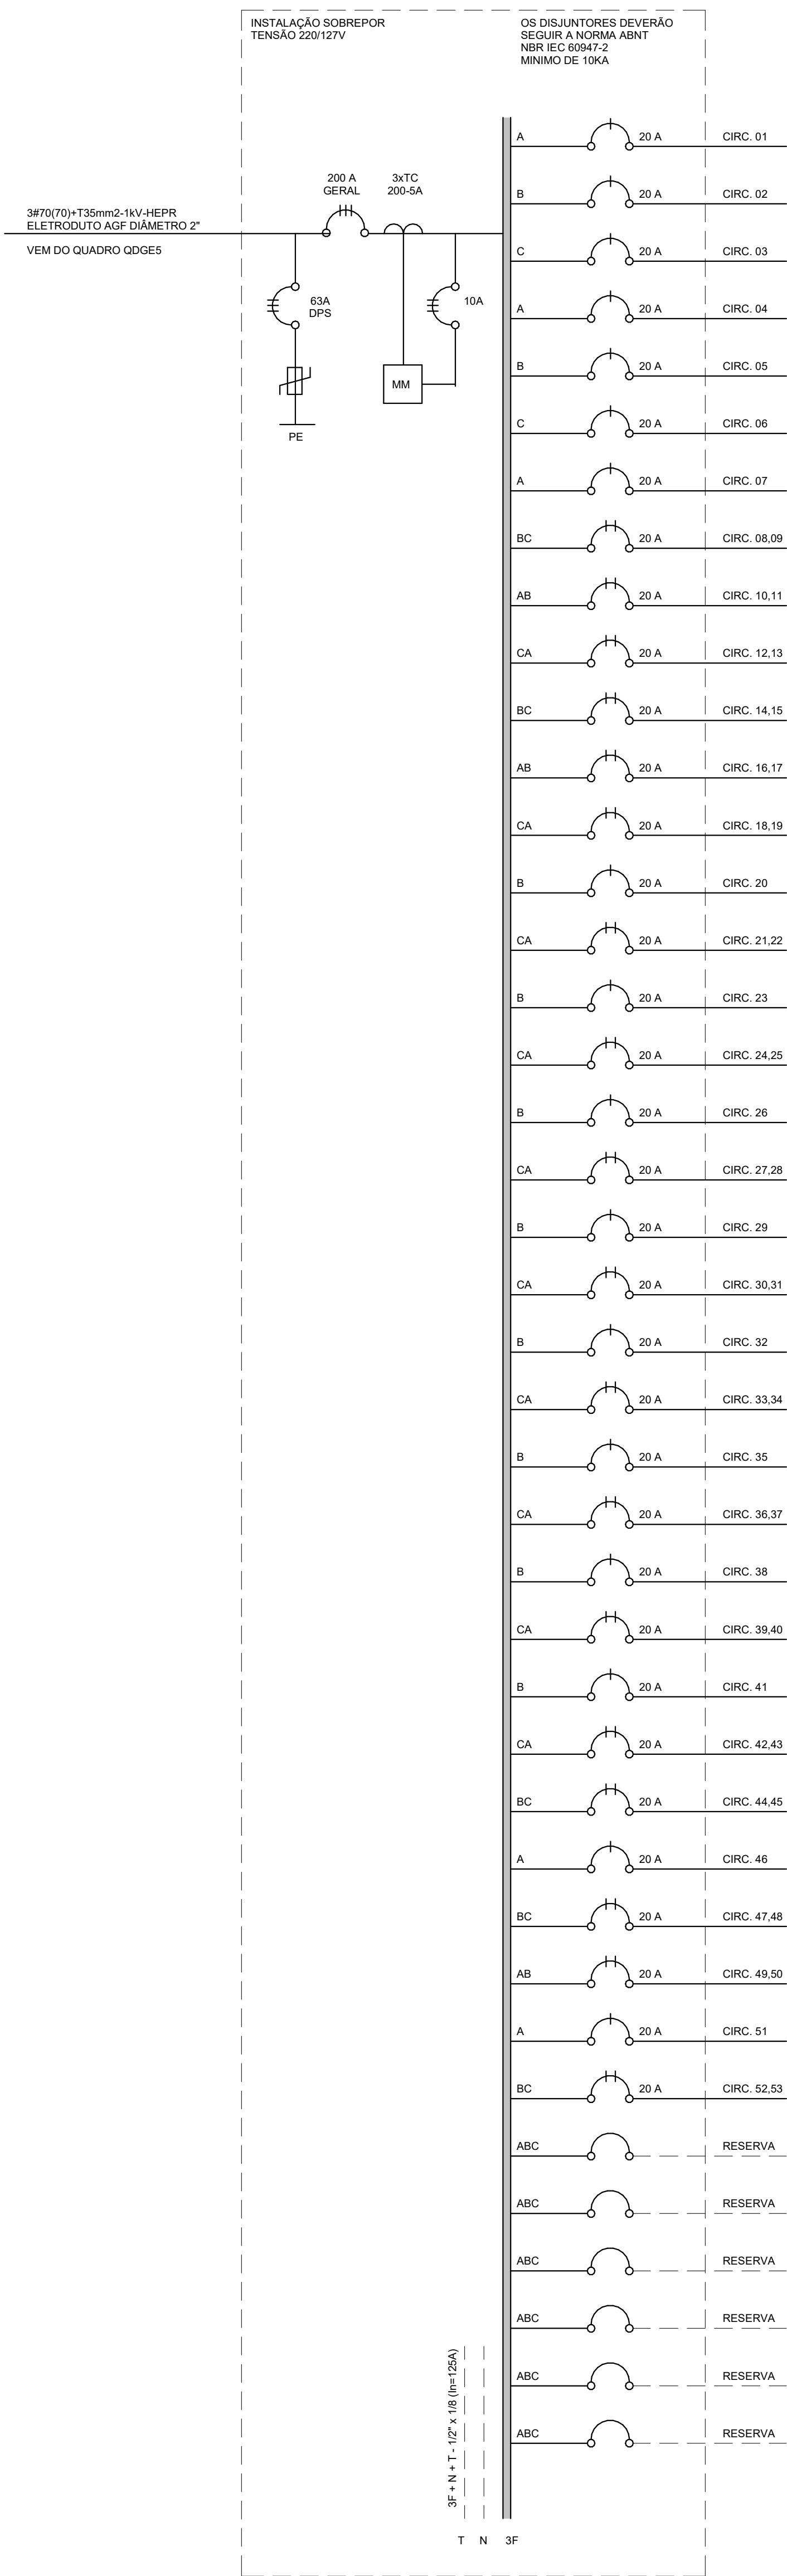 INSTALAÇÃO SOBREPOR
TENSÃO 220/127V
OS DISJUNTORES DEVERÃO
SEGUIR A NORMA ABNT
NBR IEC 60947-2
MINIMO DE 10KA
3#70(70)+T35mm2-1kV-HEPR
ELETRODUTO AGF DIÂMETRO 2"
VEM DO QUADRO QDGE5
200 A
GERAL
3xTC
200-5A
63A
DPS
10A
MM
PE
A 20 A CIRC. 01
B 20 A CIRC. 02
C 20 A CIRC. 03
A 20 A CIRC. 04
B 20 A CIRC. 05
C 20 A CIRC. 06
A 20 A CIRC. 07
BC 20 A CIRC. 08,09
AB 20 A CIRC. 10,11
CA 20 A CIRC. 12,13
BC 20 A CIRC. 14,15
AB 20 A CIRC. 16,17
CA 20 A CIRC. 18,19
B 20 A CIRC. 20
CA 20 A CIRC. 21,22
B 20 A CIRC. 23
CA 20 A CIRC. 24,25
B 20 A CIRC. 26
CA 20 A CIRC. 27,28
B 20 A CIRC. 29
CA 20 A CIRC. 30,31
B 20 A CIRC. 32
CA 20 A CIRC. 33,34
B 20 A CIRC. 35
CA 20 A CIRC. 36,37
B 20 A CIRC. 38
CA 20 A CIRC. 39,40
B 20 A CIRC. 41
CA 20 A CIRC. 42,43
BC 20 A CIRC. 44,45
A 20 A CIRC. 46
BC 20 A CIRC. 47,48
AB 20 A CIRC. 49,50
A 20 A CIRC. 51
BC 20 A CIRC. 52,53
ABC RESERVA
ABC RESERVA
ABC RESERVA
ABC RESERVA
ABC RESERVA
ABC RESERVA
3F + N + T - 1/2" x 1/8 (In=125A)
T N 3F